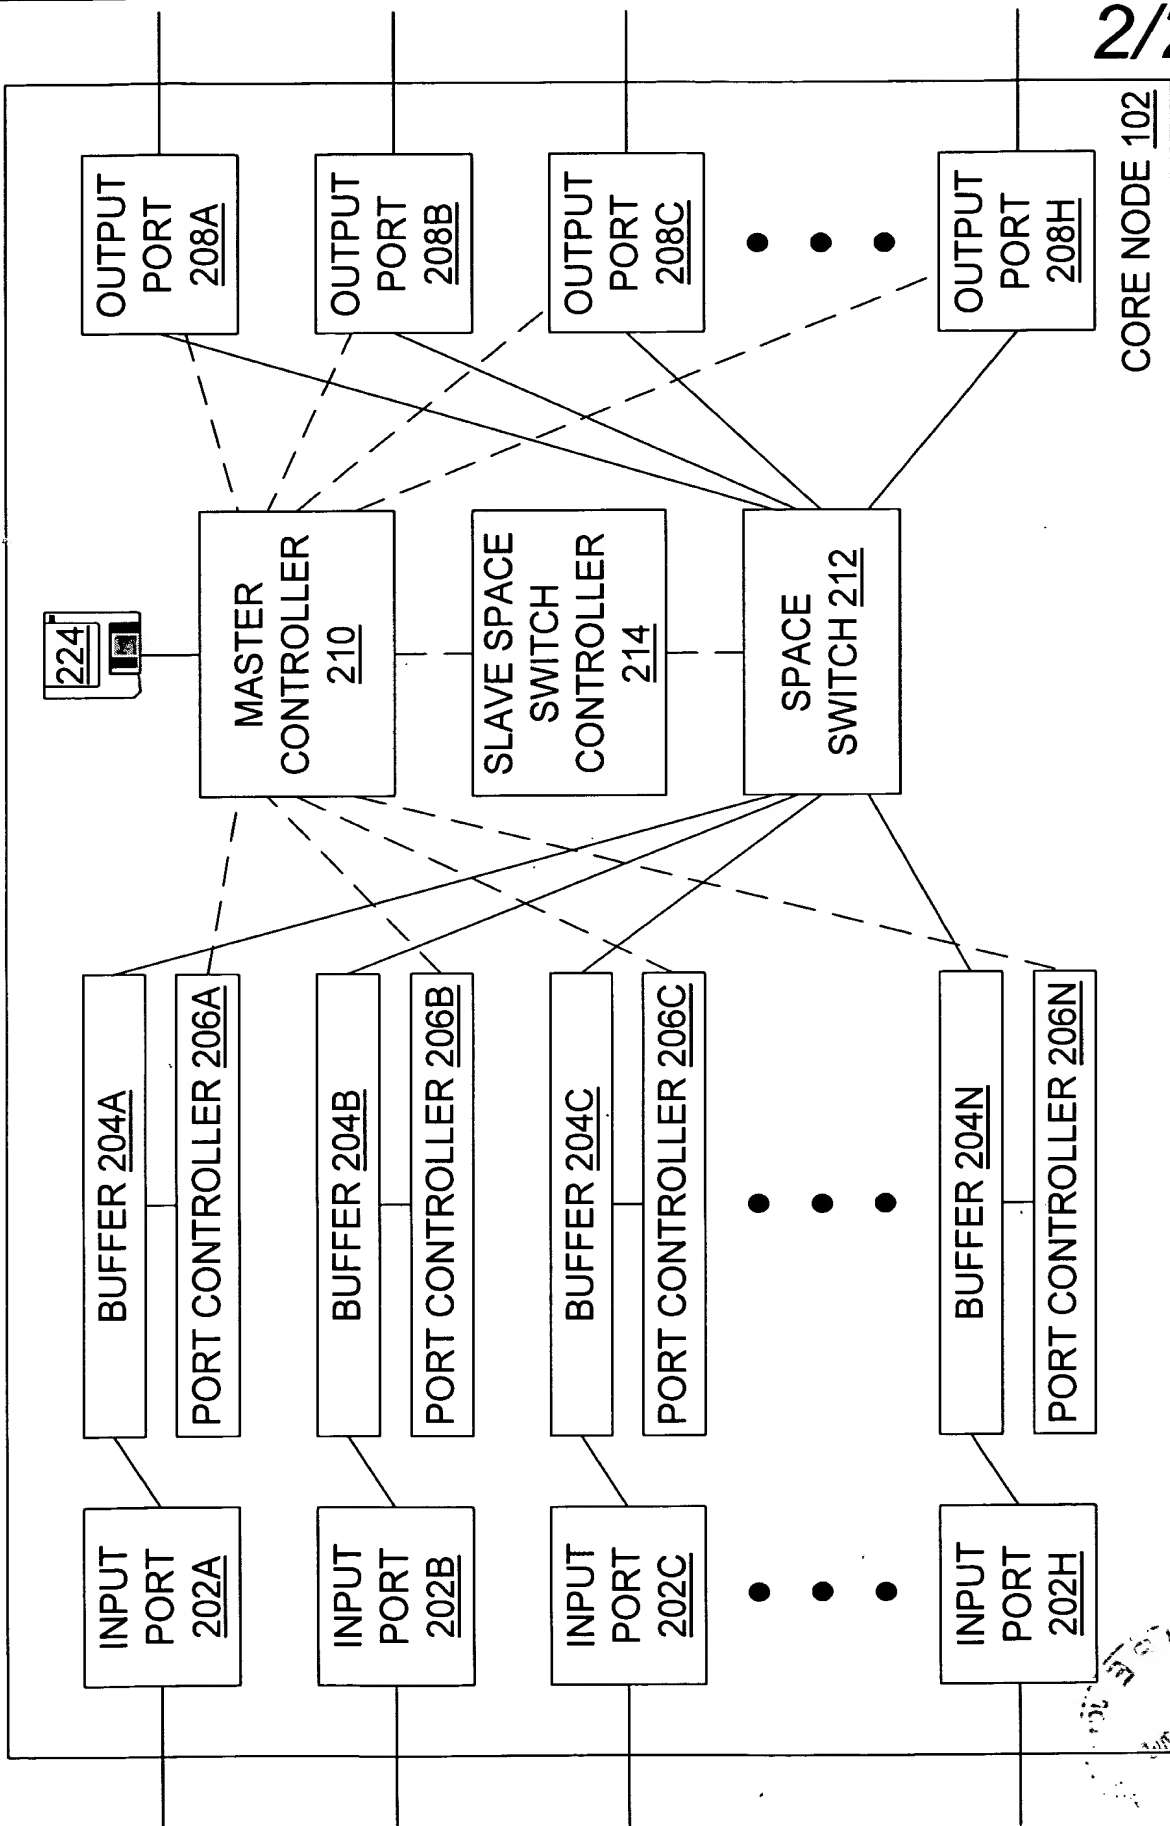 2/2
INPUT
PORT
202A
BUFFER 204A
PORT CONTROLLER 206A
INPUT
PORT
202B
BUFFER 204B
PORT CONTROLLER 206B
INPUT
PORT
202C
BUFFER 204C
PORT CONTROLLER 206C
INPUT
PORT
202H
BUFFER 204N
PORT CONTROLLER 206N
224
MASTER
CONTROLLER
210
SLAVE SPACE
SWITCH
CONTROLLER
214
SPACE
SWITCH 212
OUTPUT
PORT
208A
OUTPUT
PORT
208B
OUTPUT
PORT
208C
OUTPUT
PORT
208H
CORE NODE 102